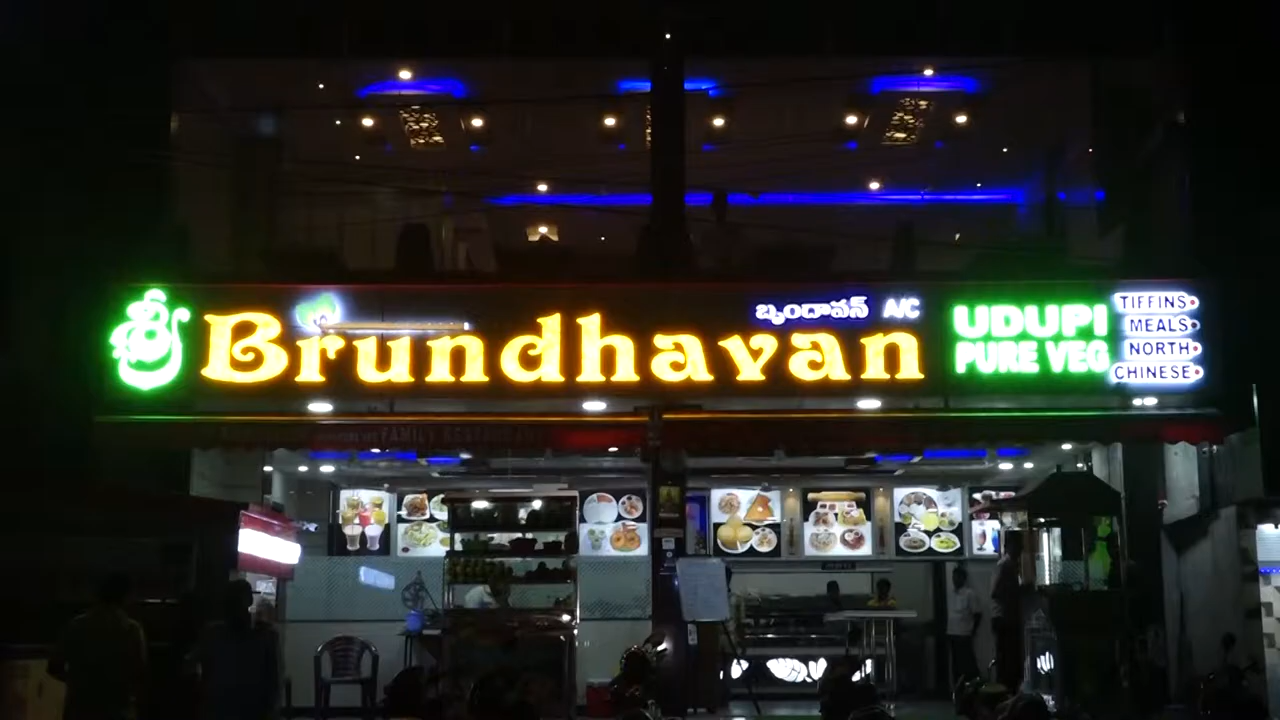 శ్రీ Brundhavan
బృందావన్ A/C
UDUPI
PURE VEG
TIFFINS
MEALS
NORTH
CHINESE
FAMILY RESTAURANT